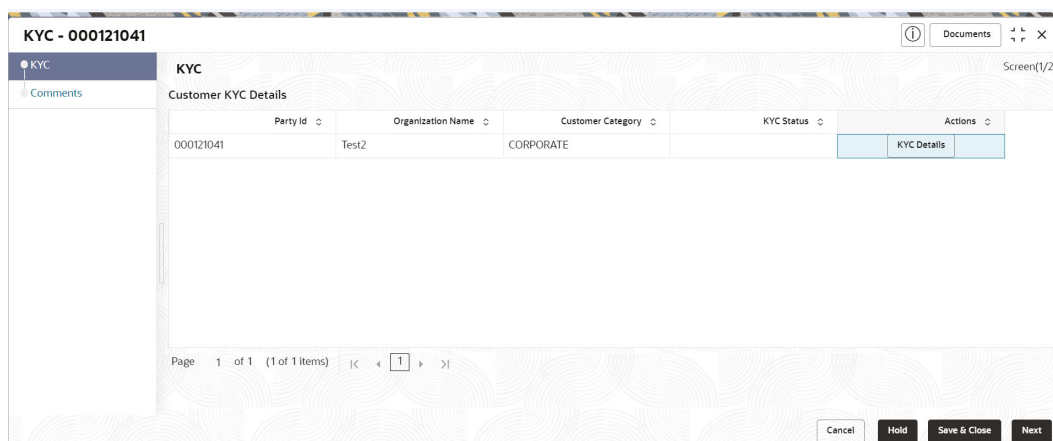 KYC - 000121041
Documents
KYC
Comments
KYC
Screen(1/2
Customer KYC Details
Party Id Organization Name Customer Category KYC Status Actions
000121041 Test2 CORPORATE KYC Details
Page 1 of 1 (1 of 1 items) 1
Cancel Hold Save & Close Next